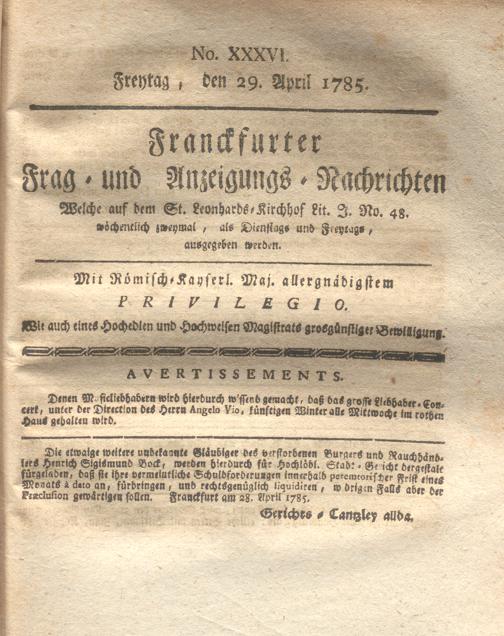 No. XXXVI.
Freytag, den 29. April 1785.
Franckfurter
Frag- und Anzeigungs-Nachrichten
Welche auf dem St. Leonhards-Kirchhof Lit. J. No. 48.
wöchentlich zweymal, als Dienstags und Freytags,
ausgegeben werden.
Mit Römisch-Kayserl. Maj. allergnädigstem
PRIVILEGIO.
Wie auch eines Hochedlen und Hochweisen Magistrats grosgünstiger Bewilligung.
AVERTISSEMENTS.
Denen Musicliebhabern wird hierdurch wissend gemacht, daß das grosse Liebhaber-Con-
cert, unter der Direction des Herrn Angelo Vio, künftigen Winter alle Mittwoche im rothen
Haus gehalten wird.
Die etwaige weitere unbekannte Gläubiger des verstorbenen Burgers und Rauchhänd-
lers Henrich Sigismund Bock, werden hierdurch für Hochlöbl. Stadt-Gericht dergestalt
fürgeladen, daß sie ihre vermeintliche Schuldforderungen innerhalb peremtorischer Frist eines
Monats à dato an, fürbringen, und rechtsgenüglich liquidiren, widrigen Falls aber der
Præclusion gewärtigen sollen. Franckfurt am 28. April 1785.
Gerichts-Cantzley allda.